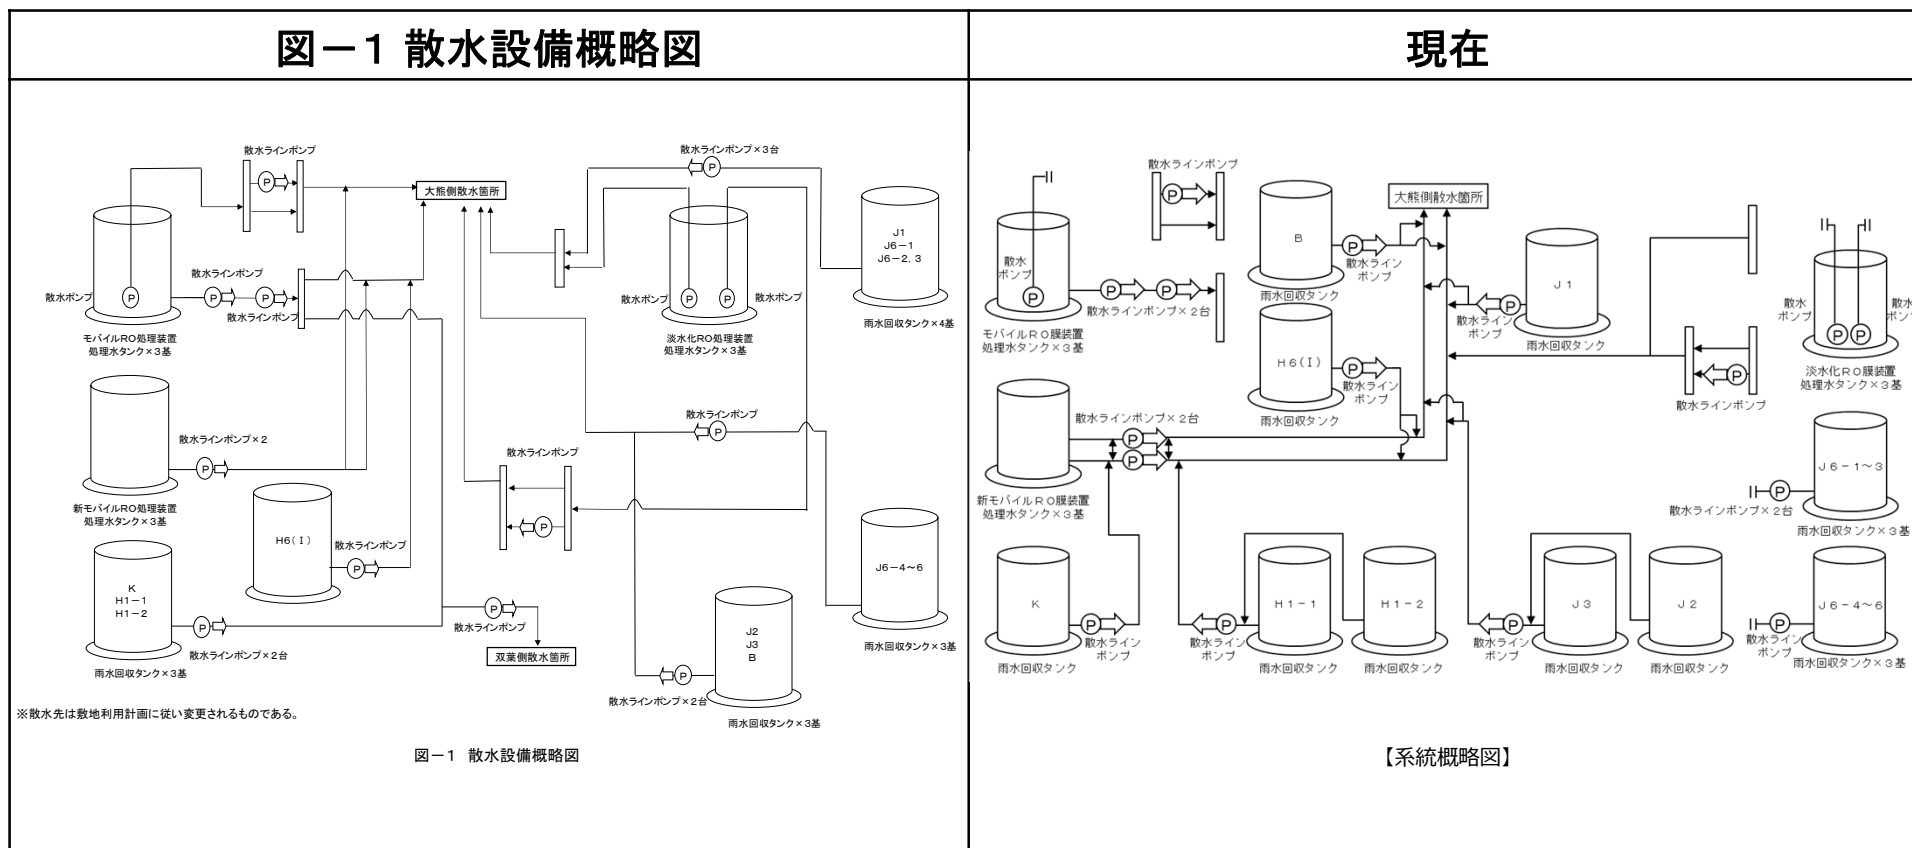 図－1 散水設備概略図
現在
散水ラインポンプ
P
大熊側散水箇所
散水ラインポンプ×3台
P
J1
J6－1
J6－2，3
雨水回収タンク×4基
散水ポンプ
P
モバイルRO処理装置
処理水タンク×3基
散水ラインポンプ
P
P
散水ラインポンプ
散水ポンプ
P
P
散水ポンプ
淡水化RO処理装置
処理水タンク×3基
新モバイルRO処理装置
処理水タンク×3基
散水ラインポンプ×2
P
散水ラインポンプ
P
散水ラインポンプ
P
H6(I)
散水ラインポンプ
P
K
H1－1
H1－2
雨水回収タンク×3基
P
散水ラインポンプ×2台
P
散水ラインポンプ
双葉側散水箇所
J6－4～6
雨水回収タンク×3基
J2
J3
B
雨水回収タンク×3基
P
散水ラインポンプ×2台
※散水先は敷地利用計画に従い変更されるものである。
図－1 散水設備概略図
散水
ポンプ
P
モバイルRO膜装置
処理水タンク×3基
散水ラインポンプ
P
P
P
散水ラインポンプ×2台
B
雨水回収タンク
P
散水ライン
ポンプ
大熊側散水箇所
H6(I)
雨水回収タンク
P
散水ライン
ポンプ
J1
雨水回収タンク
P
散水ライン
ポンプ
P
散水ラインポンプ
散水
ポンプ
P
P
散水
ポンプ
淡水化RO膜装置
処理水タンク×3基
新モバイルRO膜装置
処理水タンク×3基
散水ラインポンプ×2台
P
P
J6－1～3
P
散水ラインポンプ×2台
雨水回収タンク×3基
K
雨水回収タンク
P
散水ライン
ポンプ
P
散水ライン
ポンプ
H1－1
雨水回収タンク
H1－2
雨水回収タンク
P
散水ライン
ポンプ
J3
雨水回収タンク
J2
雨水回収タンク
P
散水ライン
ポンプ
J6－4～6
雨水回収タンク×3基
【系統概略図】